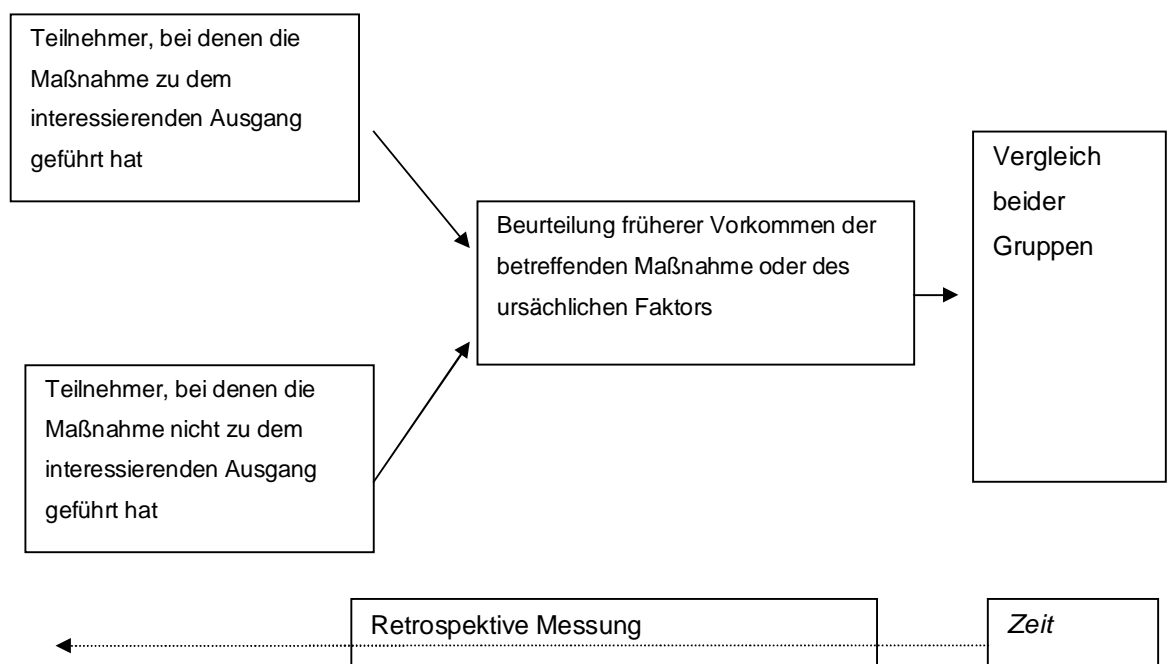 Teilnehmer, bei denen die
Maßnahme zu dem
interessierenden Ausgang
geführt hat
Teilnehmer, bei denen die
Maßnahme nicht zu dem
interessierenden Ausgang
geführt hat
Beurteilung früherer Vorkommen der
betreffenden Maßnahme oder des
ursächlichen Faktors
Vergleich
beider
Gruppen
Retrospektive Messung
Zeit